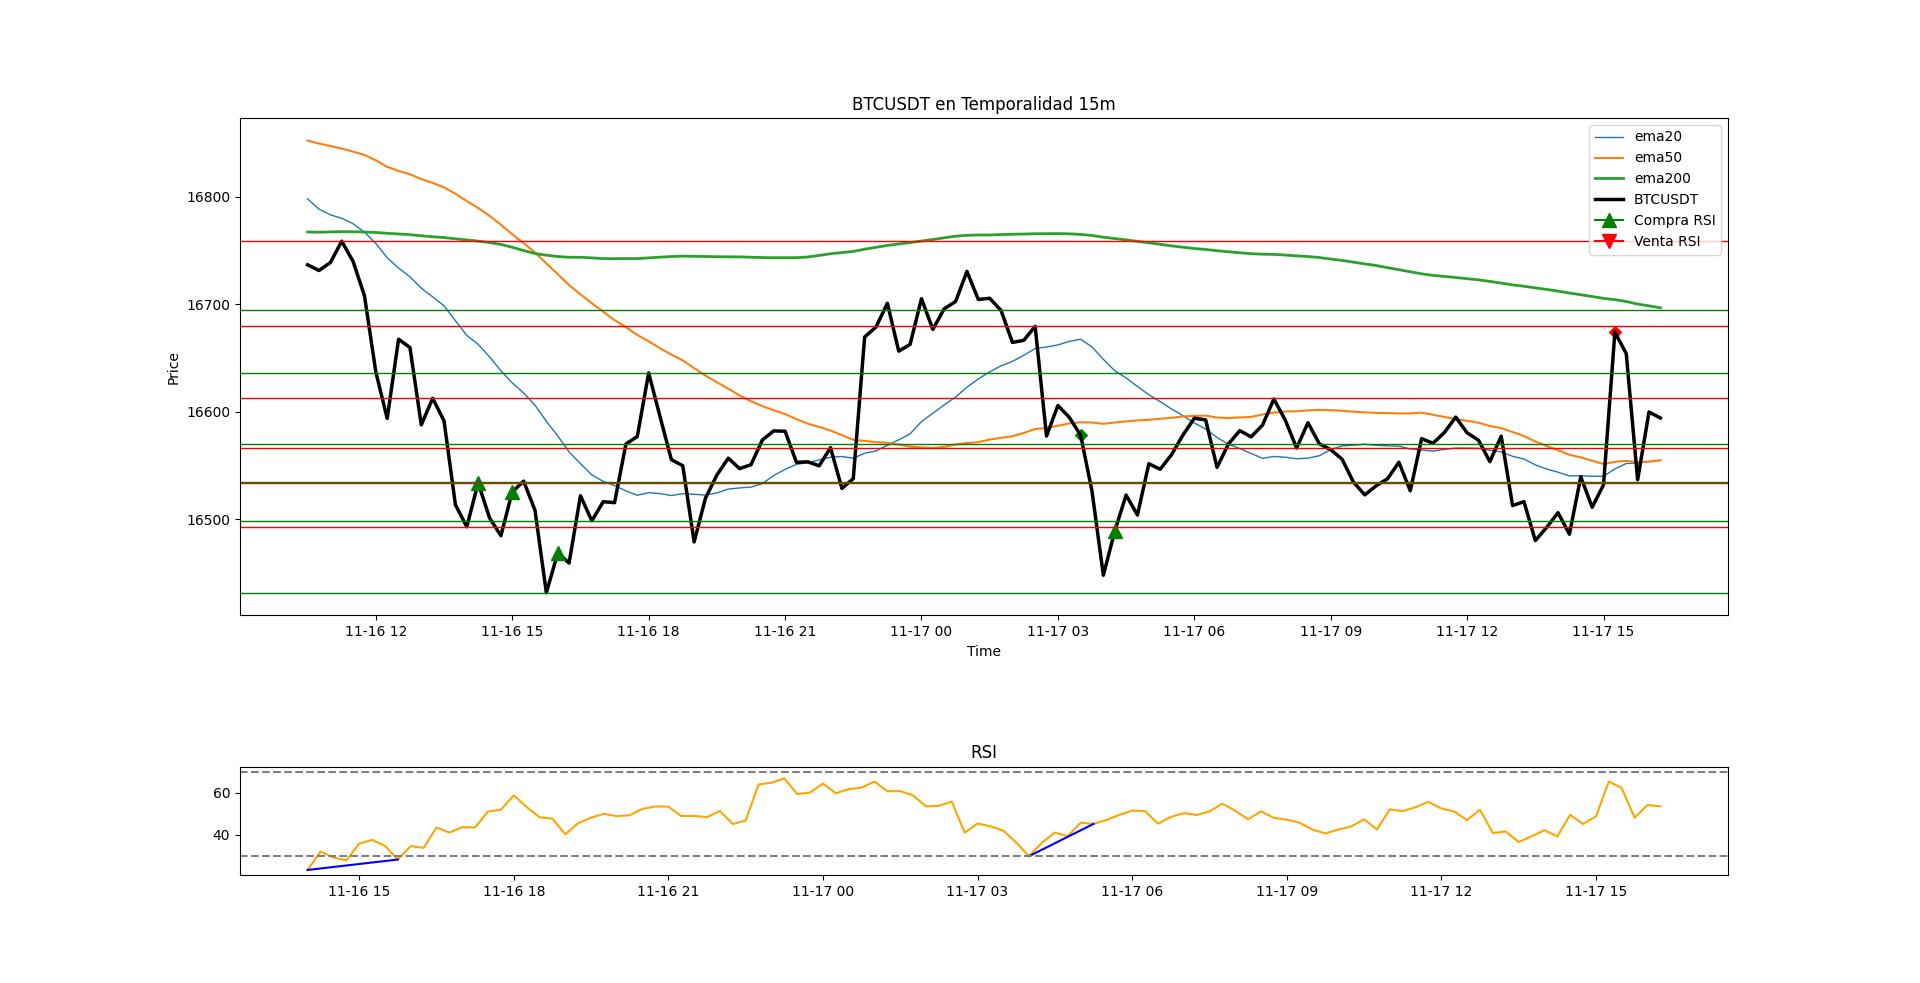 BTCUSDT en Temporalidad 15m
ema20
ema50
ema200
BTCUSDT
Compra RSI
Venta RSI
16800
16700
16600
16500
Price
11-16 12 11-16 15 11-16 18 11-16 21 11-17 00 11-17 03 11-17 06 11-17 09 11-17 12 11-17 15
Time
RSI
60
40
11-16 15 11-16 18 11-16 21 11-17 00 11-17 03 11-17 06 11-17 09 11-17 12 11-17 15